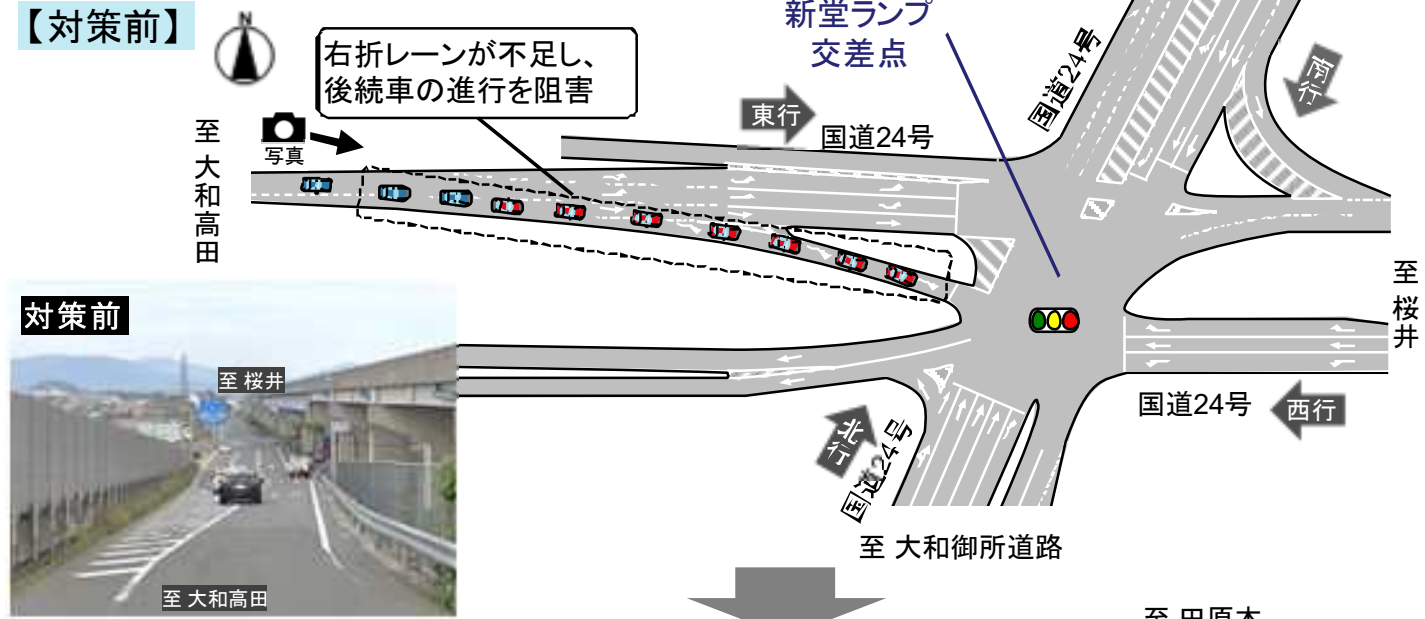 【対策前】
N
右折レーンが不足し、
後続車の進行を阻害
新堂ランプ
交差点
国道24号
南行
東行
国道24号
至 大和高田
写真
至 桜井
対策前
至 桜井
至 大和高田
国道24号
西行
北行
国道24号
至 大和御所道路
至 田原本